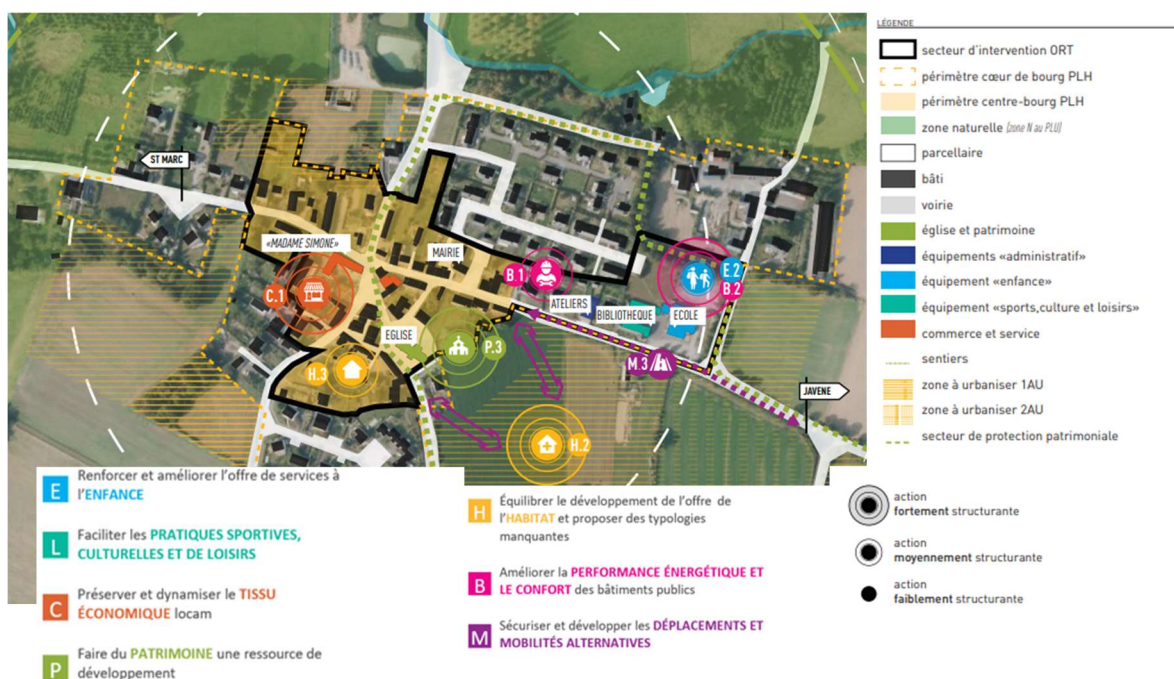 ST MARC
«MADAME SIMONE»
MAIRIE
C.1
B.1
ATELIERS
BIBLIOTHEQUE
ECOLE
E.2
B.2
EGLISE
P.3
M.3
H.3
H.2
JAVENE
LÉGENDE
secteur d'intervention ORT
périmètre cœur de bourg PLH
périmètre centre-bourg PLH
zone naturelle (zone N au PLU)
parcellaire
bâti
voirie
église et patrimoine
équipements «administratif»
équipement «enfance»
équipement «sports,culture et loisirs»
commerce et service
sentiers
zone à urbaniser 1AU
zone à urbaniser 2AU
secteur de protection patrimoniale
action
fortement structurante
action
moyennement structurante
action
faiblement structurante
E
Renforcer et améliorer l'offre de services à
l'ENFANCE
L
Faciliter les PRATIQUES SPORTIVES,
CULTURELLES ET DE LOISIRS
C
Préserver et dynamiser le TISSU
ÉCONOMIQUE locam
P
Faire du PATRIMOINE une ressource de
développement
H
Équilibrer le développement de l'offre de
l'HABITAT et proposer des typologies
manquantes
B
Améliorer la PERFORMANCE ÉNERGÉTIQUE ET
LE CONFORT des bâtiments publics
M
Sécuriser et développer les DÉPLACEMENTS ET
MOBILITÉS ALTERNATIVES